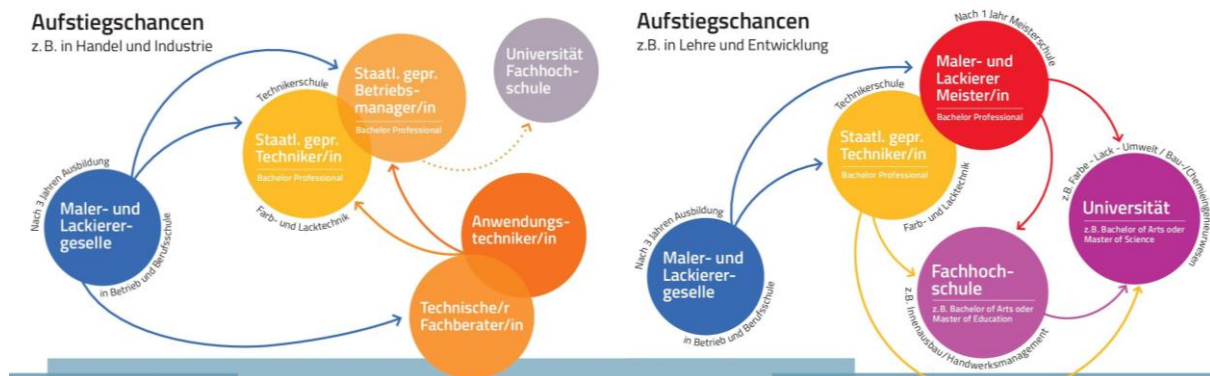 Aufstiegschancen
z. B. in Handel und Industrie
Nach 3 Jahren Ausbildung
Maler- und
Lackierer-
geselle
in Betrieb und Berufsschule
Technikerschule
Staatl. gepr.
Techniker/in
Bachelor Professional
Farb- und Lacktechnik
Staatl. gepr.
Betriebs-
manager/in
Bachelor Professional
Universität
Fachhoch-
schule
Anwendungs-
techniker/in
Technische/r
Fachberater/in
Aufstiegschancen
z.B. in Lehre und Entwicklung
Nach 3 Jahren Ausbildung
Maler- und
Lackierer-
geselle
in Betrieb und Berufsschule
Technikerschule
Staatl. gepr.
Techniker/in
Bachelor Professional
Farb- und Lacktechnik
Nach 1 Jahr Meisterschule
Maler- und
Lackierer
Meister/in
Bachelor Professional
Fachhoch-
schule
z. B. Bachelor of Arts oder
Master of Education
z. B. Innenausbau/Handwerksmanagement
z.B. Farbe - Lack - Umwelt / Bau-/Chemieingenieurwesen
Universität
z. B. Bachelor of Arts oder
Master of Science